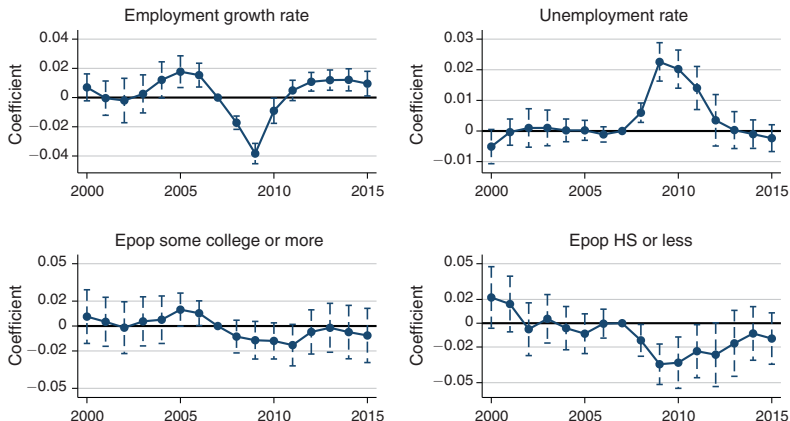 Employment growth rate
Coefficient
0.04
0.02
0
−0.02
−0.04
2000 2005 2010 2015
Unemployment rate
Coefficient
0.03
0.02
0.01
0
−0.01
2000 2005 2010 2015
Epop some college or more
Coefficient
0.05
0.02
0
−0.02
−0.05
2000 2005 2010 2015
Epop HS or less
Coefficient
0.05
0.02
0
−0.02
−0.05
2000 2005 2010 2015